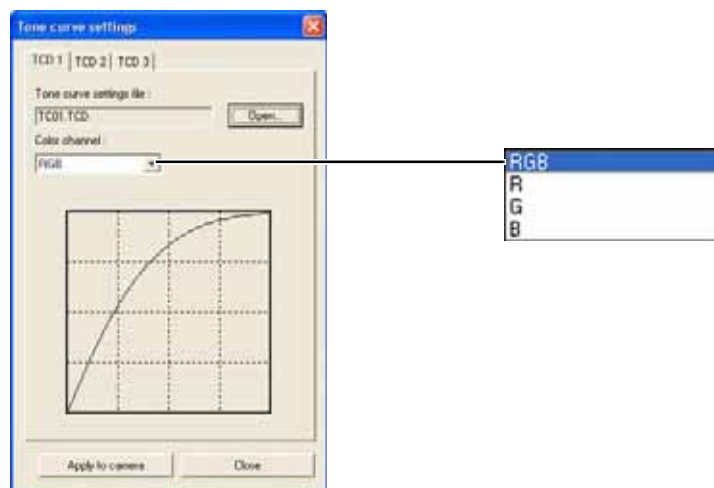 Tone curve settings
TCD 1 TCD 2 TCD 3
Tone curve settings file :
TC01.TCD Open...
Color channel :
RGB
RGB
R
G
B
Apply to camera Close